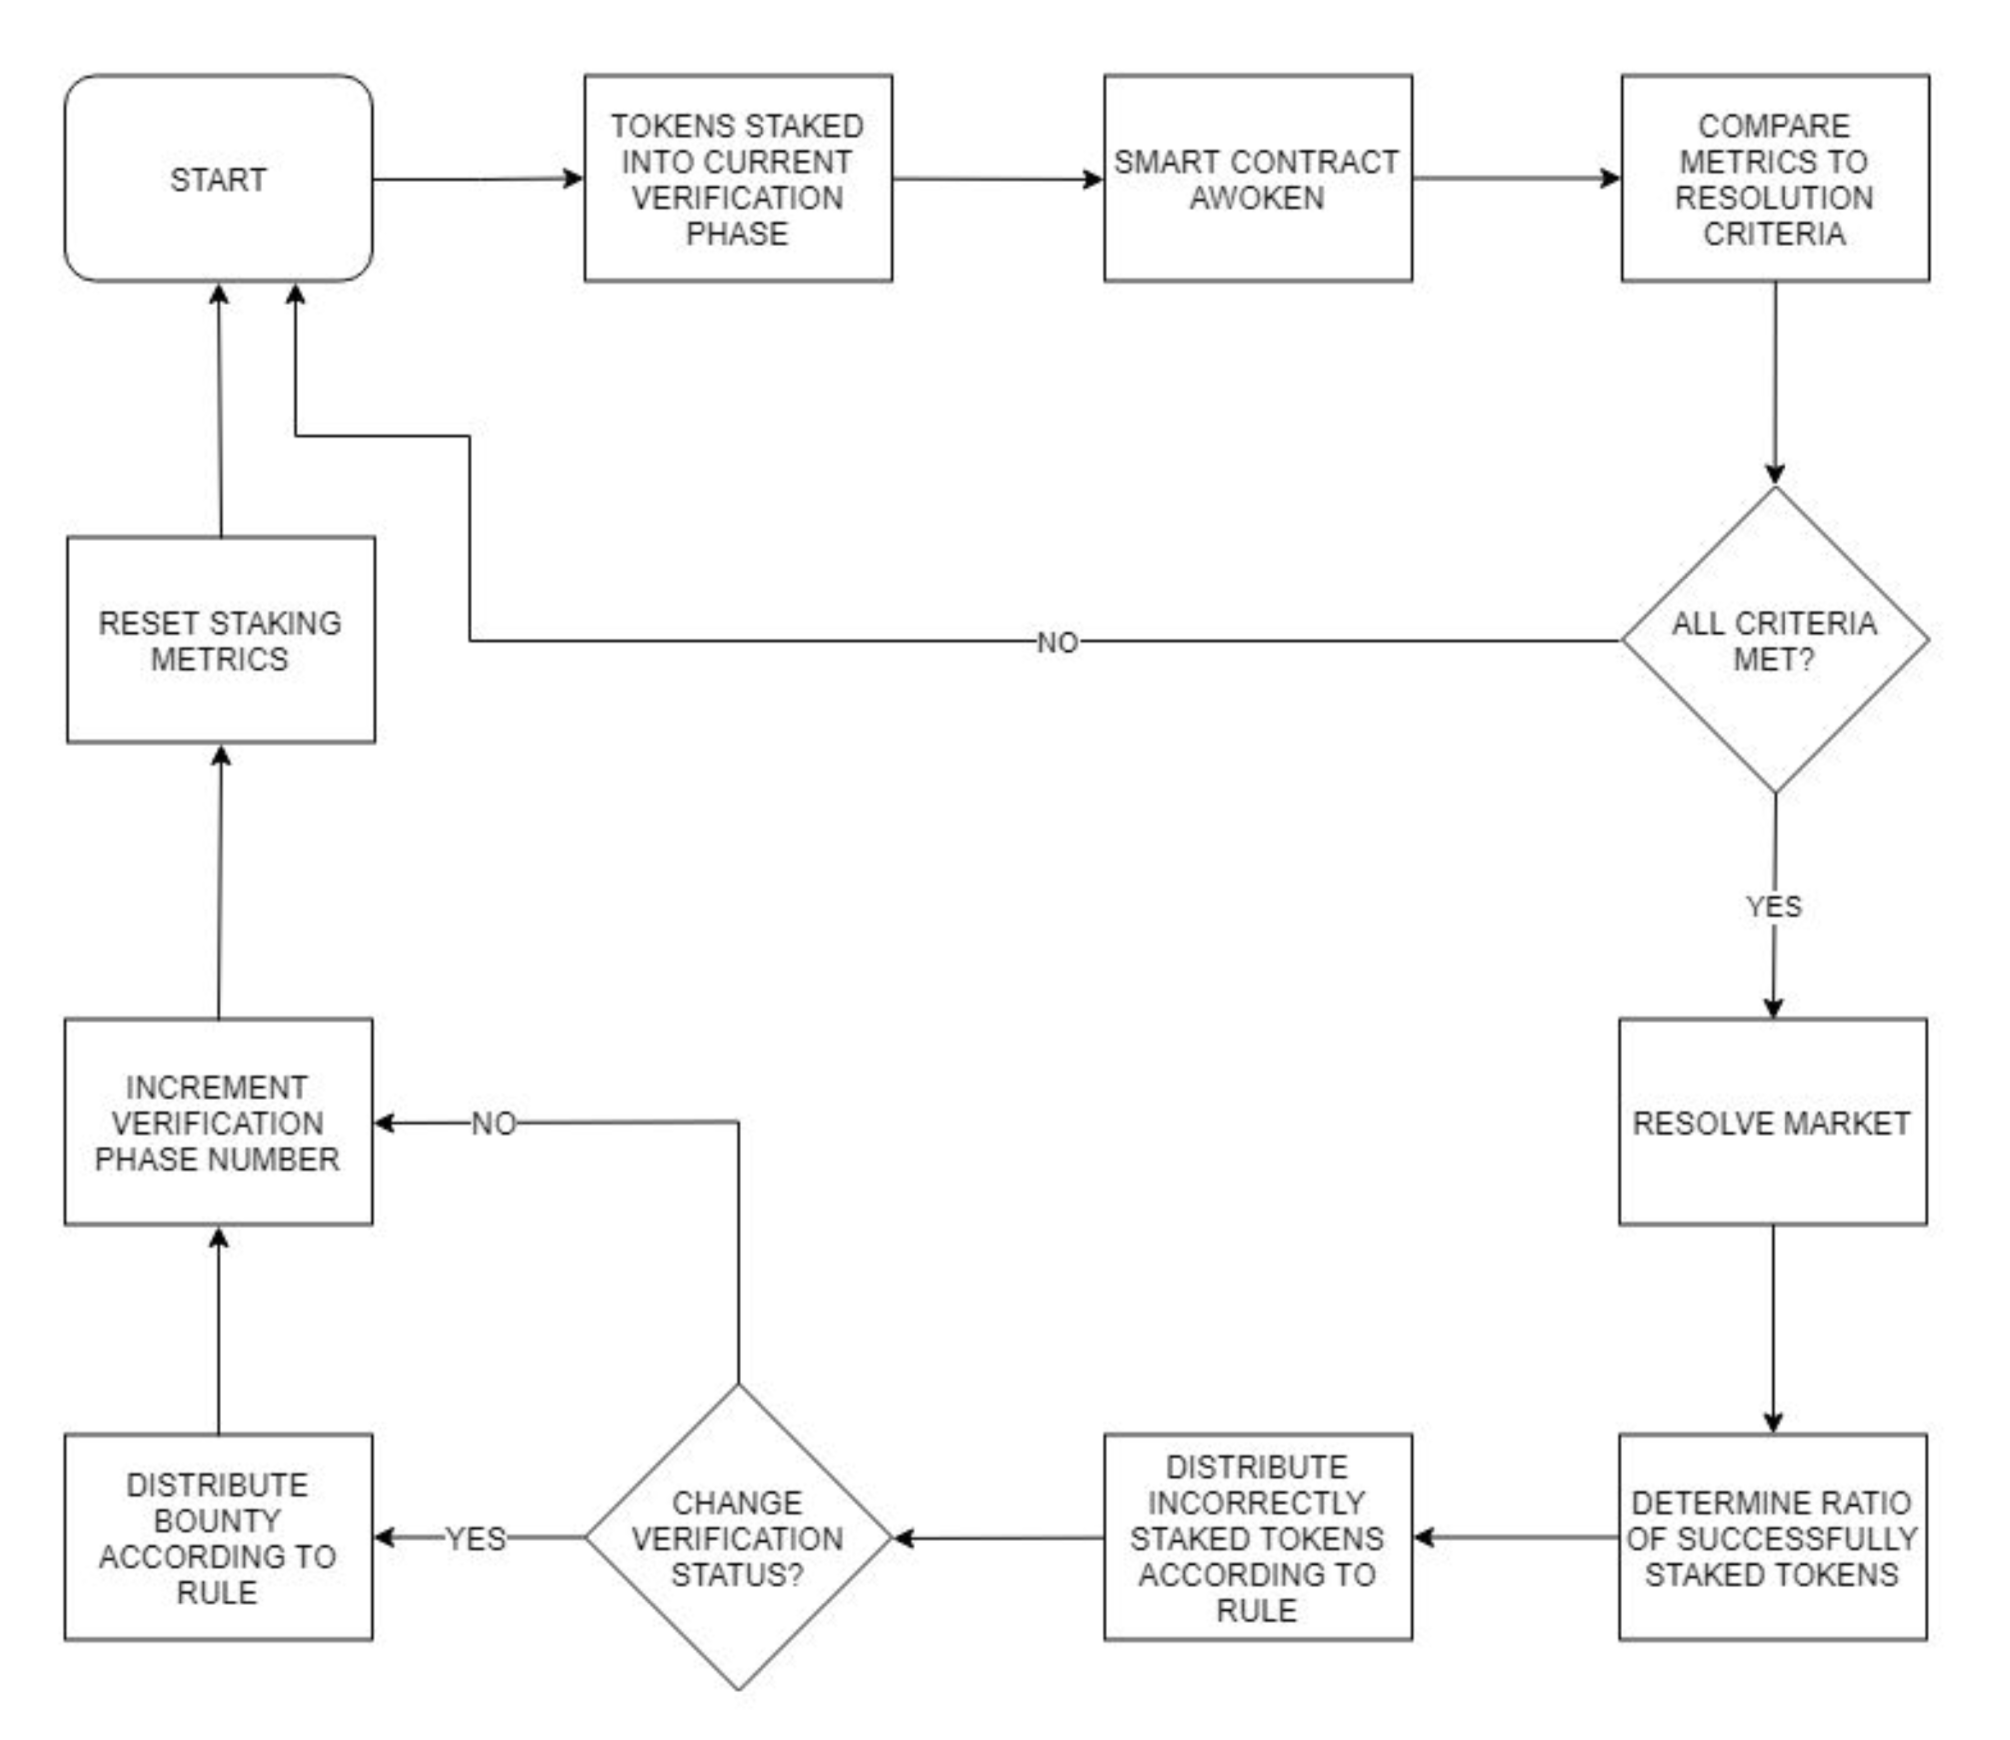 START
TOKENS STAKED
INTO CURRENT
VERIFICATION
PHASE
SMART CONTRACT
AWOKEN
COMPARE
METRICS TO
RESOLUTION
CRITERIA
ALL CRITERIA
MET?
NO
YES
RESET STAKING
METRICS
RESOLVE MARKET
INCREMENT
VERIFICATION
PHASE NUMBER
NO
DETERMINE RATIO
OF SUCCESSFULLY
STAKED TOKENS
DISTRIBUTE
INCORRECTLY
STAKED TOKENS
ACCORDING TO
RULE
CHANGE
VERIFICATION
STATUS?
YES
DISTRIBUTE
BOUNTY
ACCORDING TO
RULE